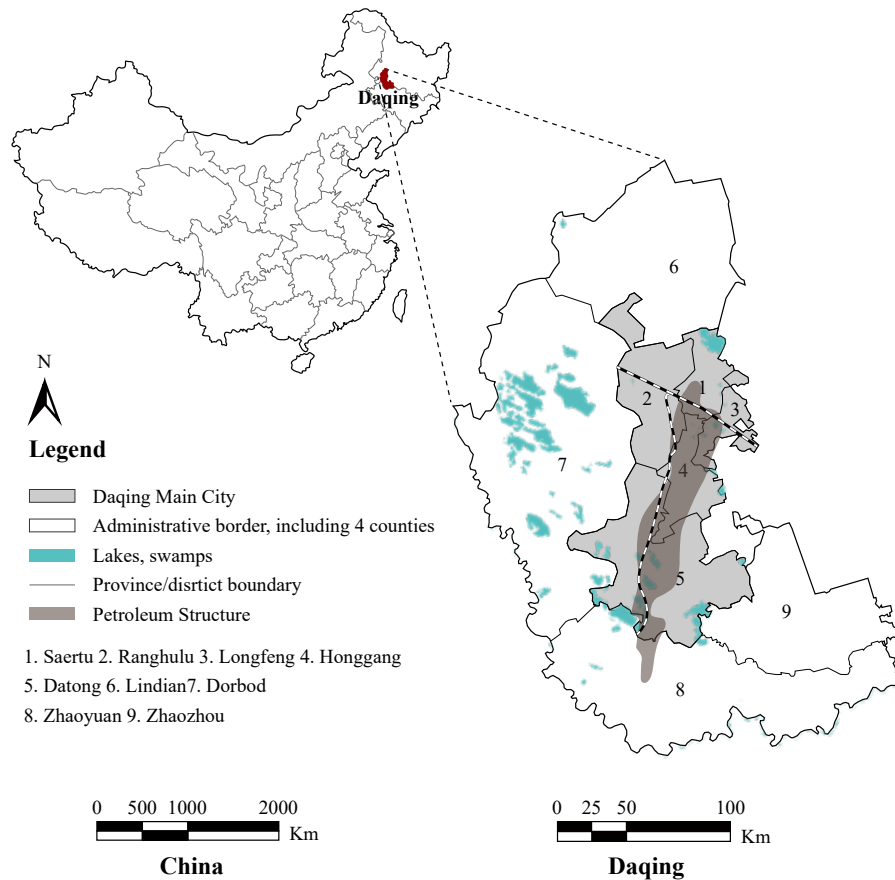 Daqing
6
1
2
3
7
4
5
9
8
N
Legend
Daqing Main City
Administrative border, including 4 counties
Lakes, swamps
Province/disrtict boundary
Petroleum Structure
1. Saertu 2. Ranghulu 3. Longfeng 4. Honggang
5. Datong 6. Lindian7. Dorbod
8. Zhaoyuan 9. Zhaozhou
0 500 1000 2000
Km
China
0 25 50 100
Km
Daqing